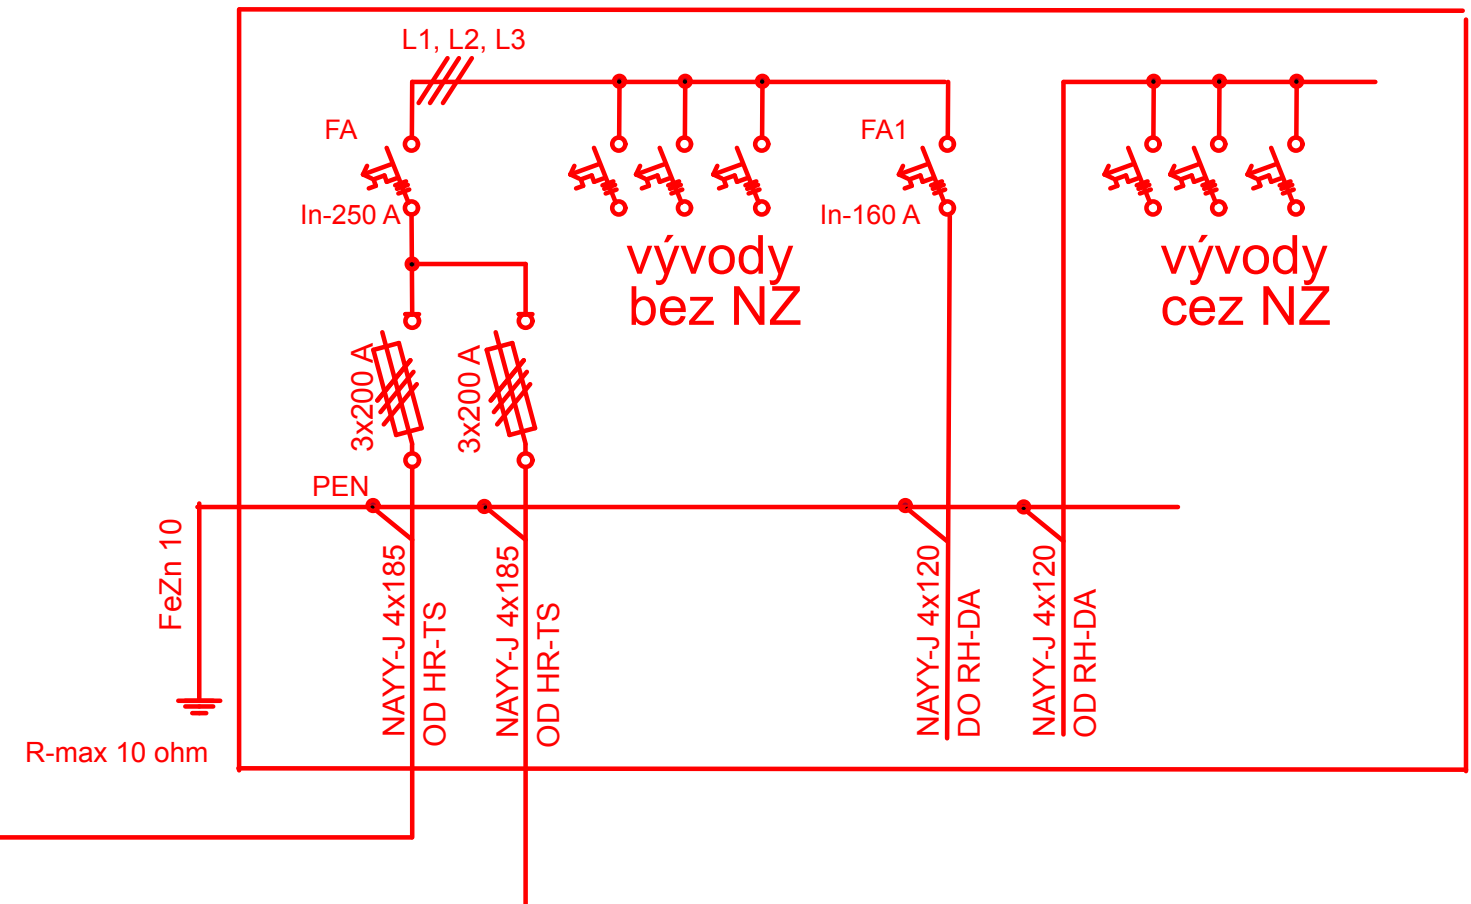 L1, L2, L3
FA
In-250 A
FA1
In-160 A
vývody
bez NZ
vývody
cez NZ
3x200 A
3x200 A
PEN
FeZn 10
R-max 10 ohm
NAYY-J 4x185
OD HR-TS
NAYY-J 4x185
OD HR-TS
NAYY-J 4x120
DO RH-DA
NAYY-J 4x120
OD RH-DA